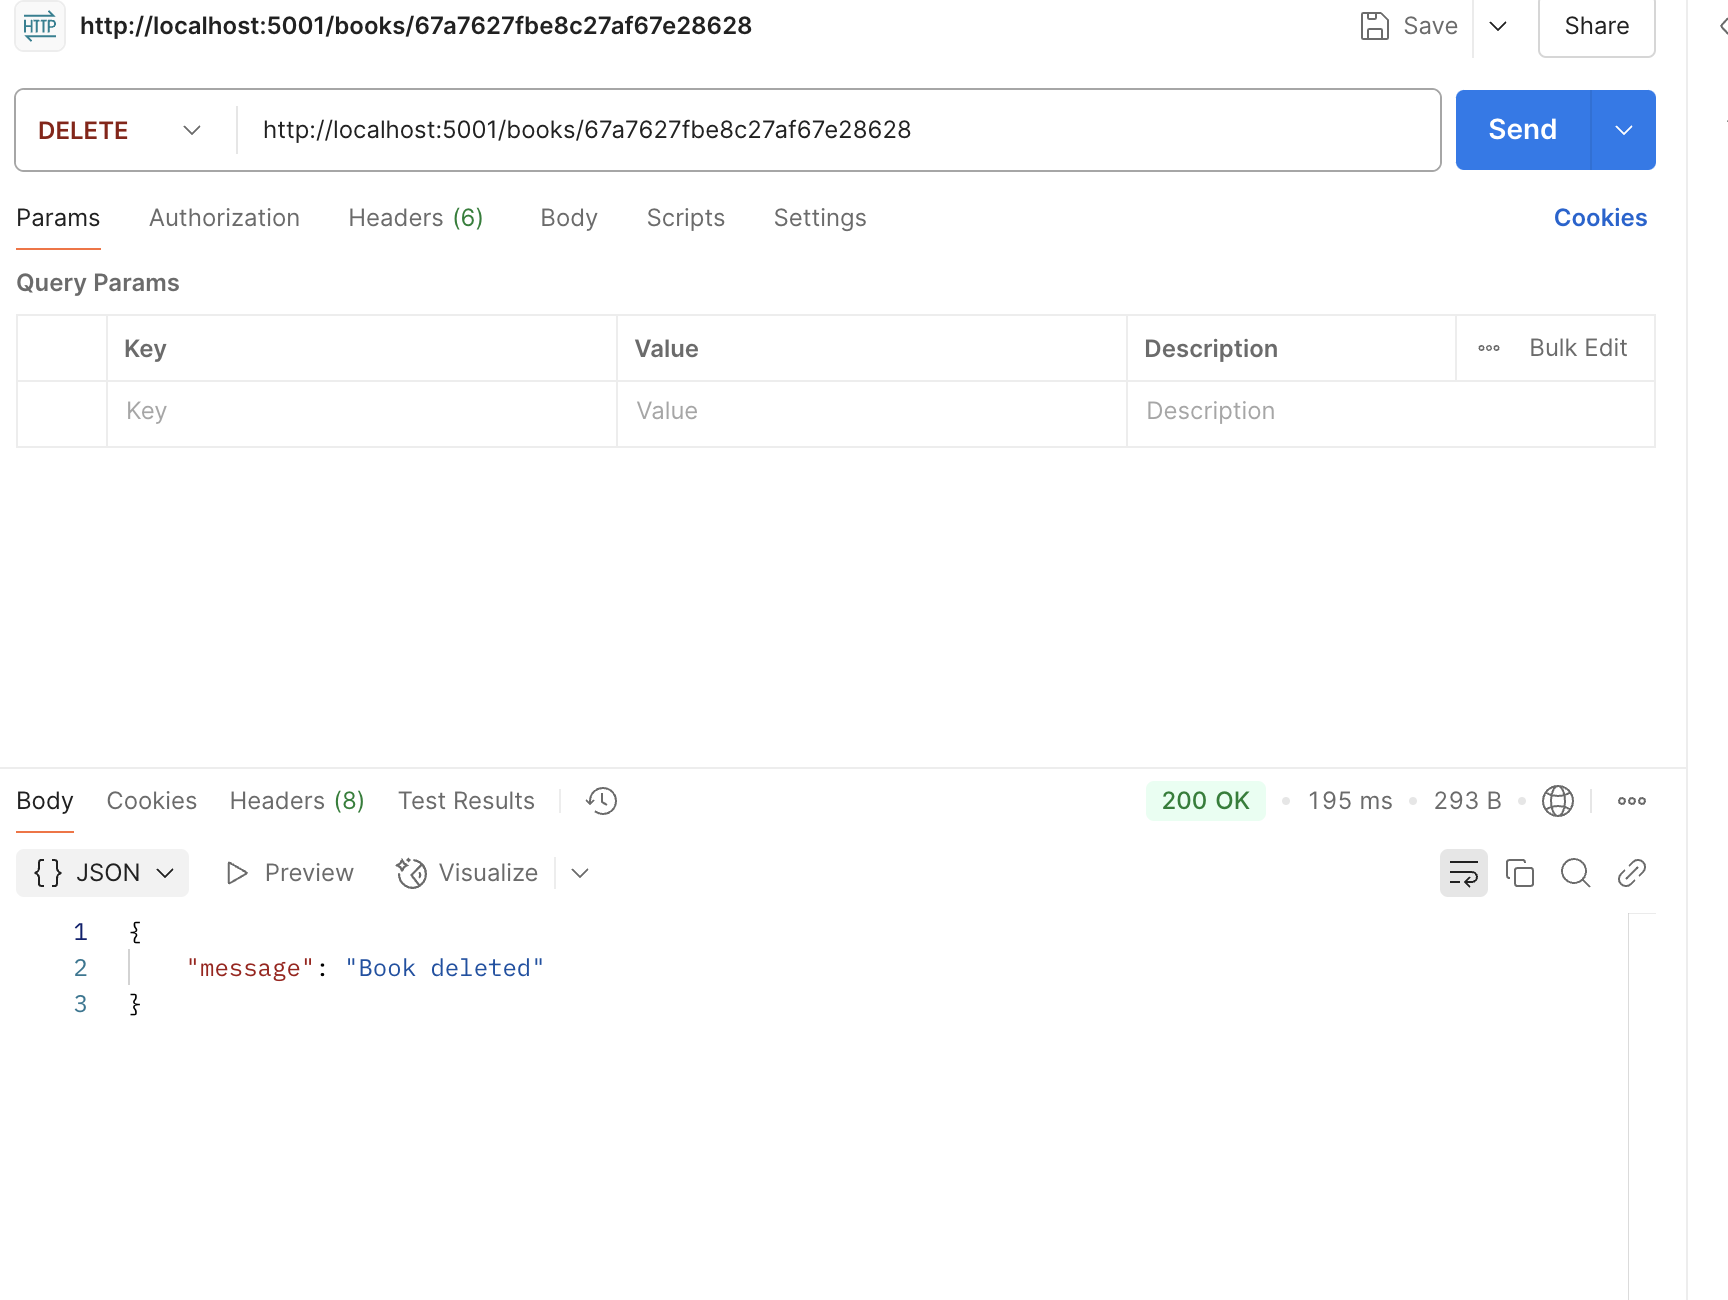 HTTP http://localhost:5001/books/67a7627fbe8c27af67e28628 Save Share
DELETE http://localhost:5001/books/67a7627fbe8c27af67e28628 Send
Params Authorization Headers (6) Body Scripts Settings Cookies
Query Params
Key Value Description Bulk Edit
Key Value Description
Body Cookies Headers (8) Test Results 200 OK 195 ms 293 B
{} JSON Preview Visualize
1 {
2 "message": "Book deleted"
3 }